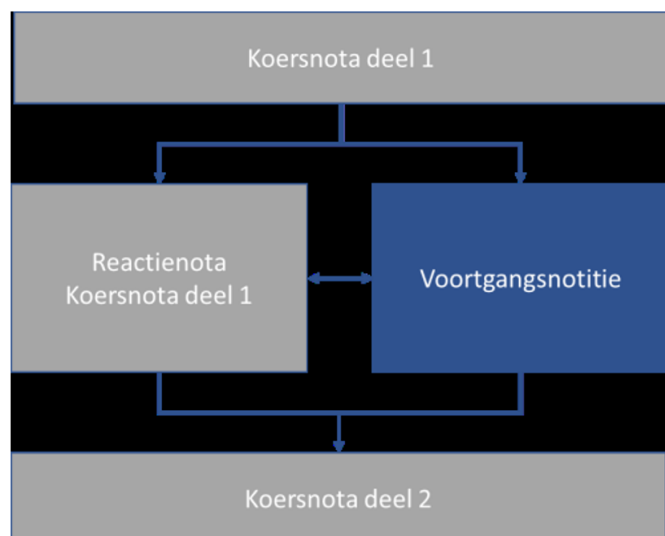 Koersnota deel 1
Reactienota
Koersnota deel 1
Voortgangsnotitie
Koersnota deel 2